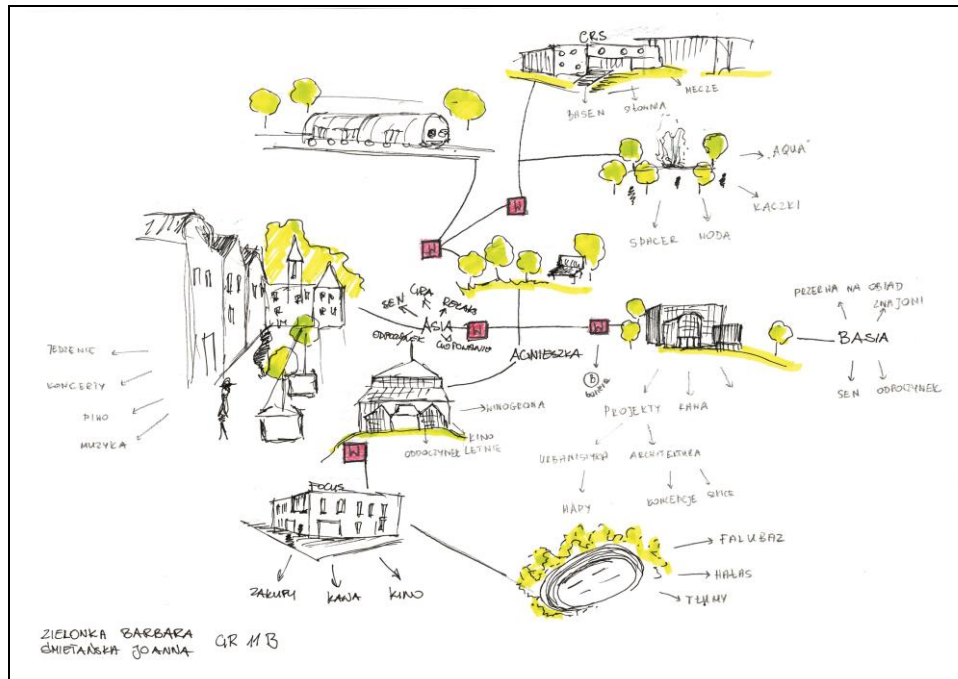 CRS
BASEN
SIŁOWNIA
MECZE
"AQUA"
KACZKI
SPACER
WODA
W
W
SEN
GRA
RELAKS
ODPOCZYNEK
ASIA
W
W
AGNIESZKA
PRZERWA NA OBIAD
ZNAJOMI
BASIA
SEN
ODPOCZYNEK
JEDZENIE
KONCERTY
PIWO
MUZYKA
WINOGRONA
KINO
LETNIE
ODPOCZYNEK
B
PROJEKTY
KAWA
URBANISTYKA
ARCHITEKTURA
MAPY
KONCEPCJE
SZKICE
W
FOCUS
ZAKUPY
KAWA
KINO
FALUBAZ
HAŁAS
TŁUMY
ZIELONKA BARBARA
ŚMIETAŃSKA JOANNA
GR 11B